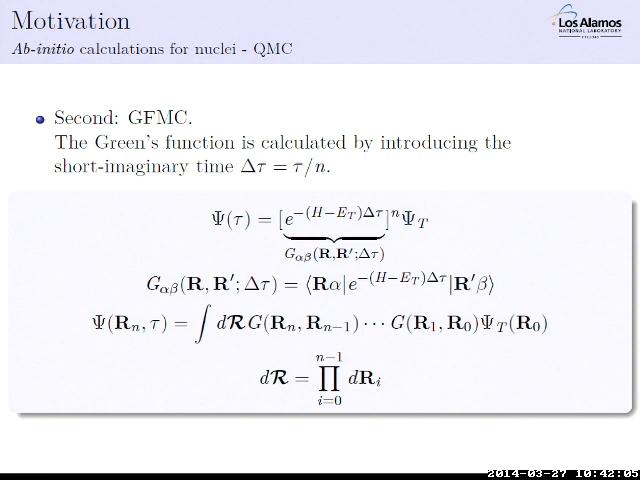 Motivation
Ab-initio calculations for nuclei - QMC
Los Alamos
NATIONAL LABORATORY
Second: GFMC.
The Green's function is calculated by introducing the
short-imaginary time Δτ = τ/n.
Ψ(τ) = [e^{−(H−E_T)Δτ}]^n Ψ_T
G_{αβ}(R,R′;Δτ)
G_{αβ}(R, R′; Δτ) = ⟨Rα|e^{−(H−E_T)Δτ}|R′β⟩
Ψ(R_n, τ) = ∫ d𝓡 G(R_n, R_{n−1}) ⋯ G(R_1, R_0)Ψ_T(R_0)
d𝓡 = ∏_{i=0}^{n−1} dR_i
2014-03-27 10:42:05